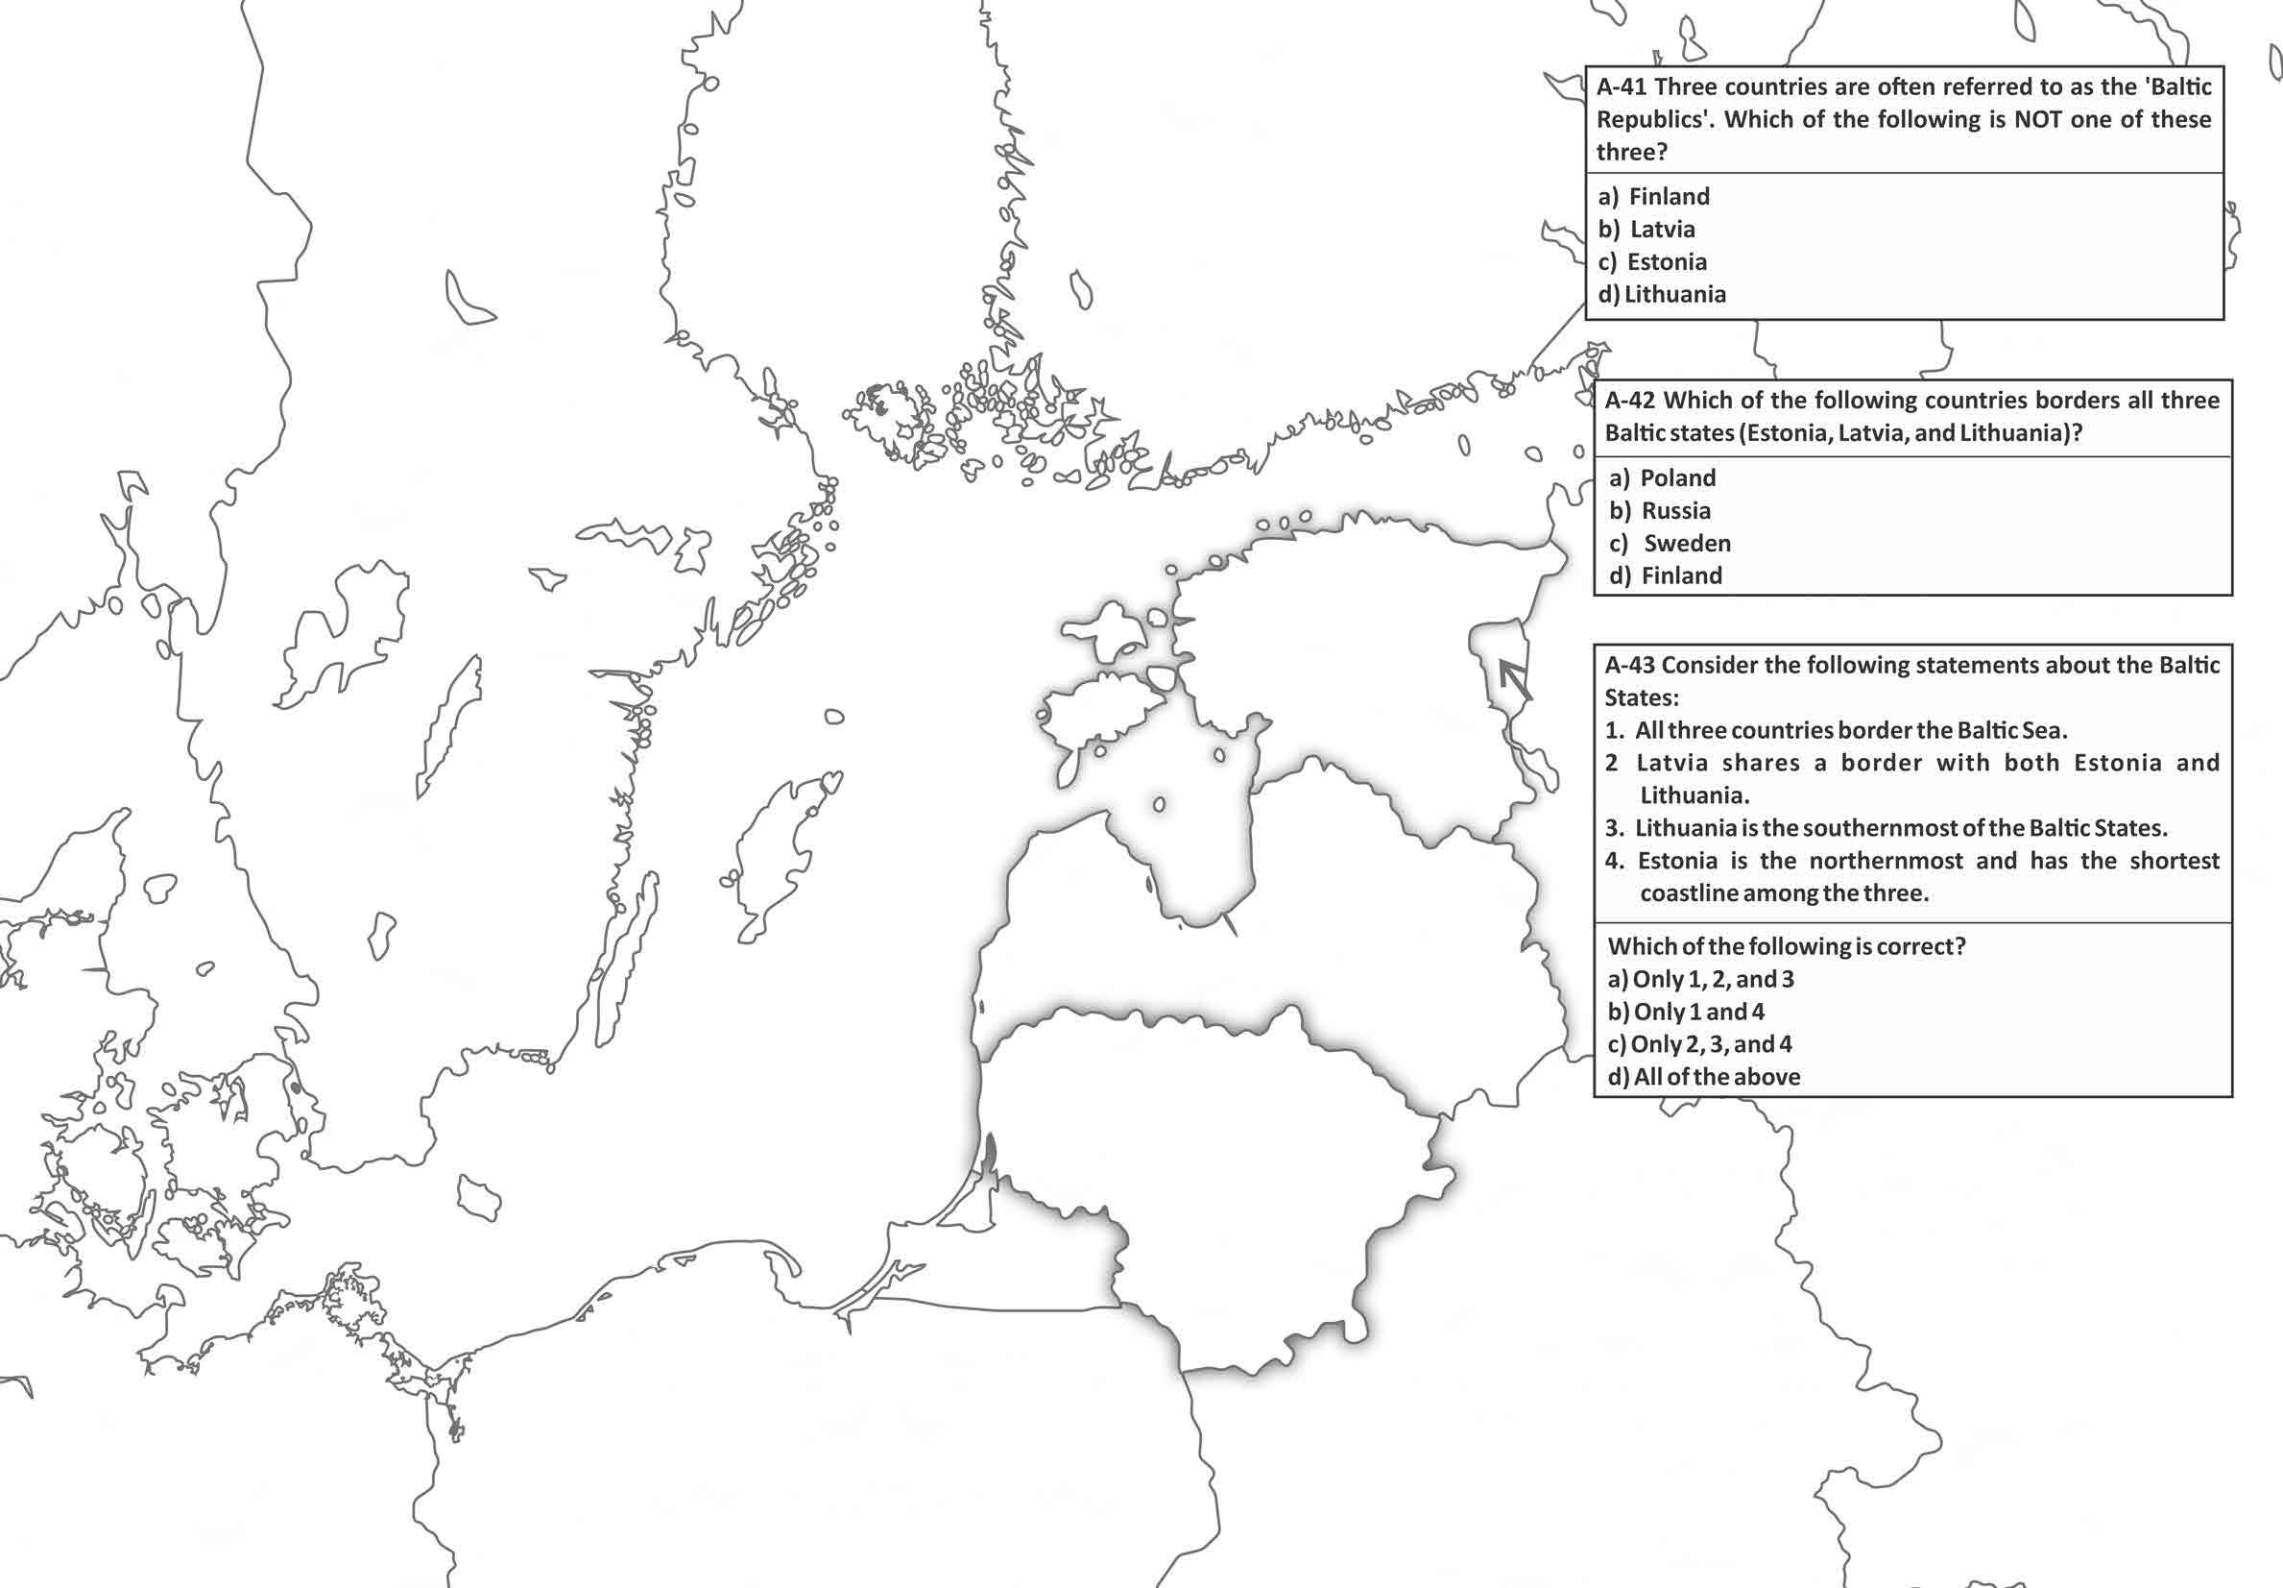 A-41 Three countries are often referred to as the 'Baltic
Republics'. Which of the following is NOT one of these
three?
a) Finland
b) Latvia
c) Estonia
d) Lithuania
A-42 Which of the following countries borders all three
Baltic states (Estonia, Latvia, and Lithuania)?
a) Poland
b) Russia
c) Sweden
d) Finland
A-43 Consider the following statements about the Baltic
States:
1. All three countries border the Baltic Sea.
2 Latvia shares a border with both Estonia and
Lithuania.
3. Lithuania is the southernmost of the Baltic States.
4. Estonia is the northernmost and has the shortest
coastline among the three.
Which of the following is correct?
a) Only 1, 2, and 3
b) Only 1 and 4
c) Only 2, 3, and 4
d) All of the above